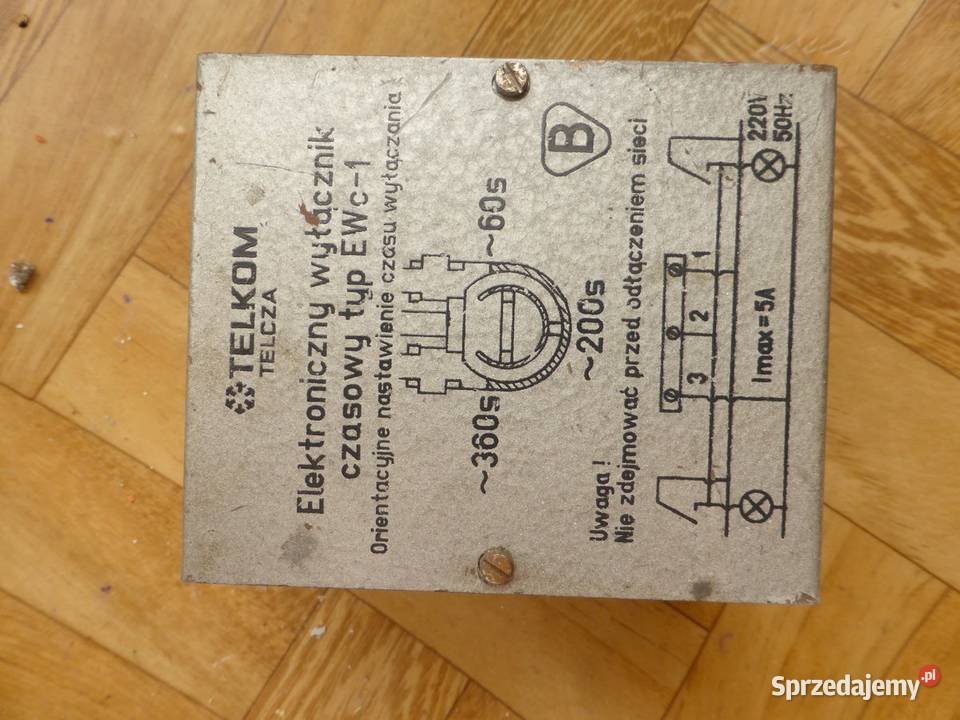 TELKOM
TELCZA
Elektroniczny wyłącznik
czasowy typ EWc-1
Orientacyjne nastawienie czasu wyłączania
~360s
~60s
~200s
B
Uwaga!
Nie zdejmować przed odłączeniem sieci
3 2 1
220V
50Hz
Imax=5A
Sprzedajemy.pl